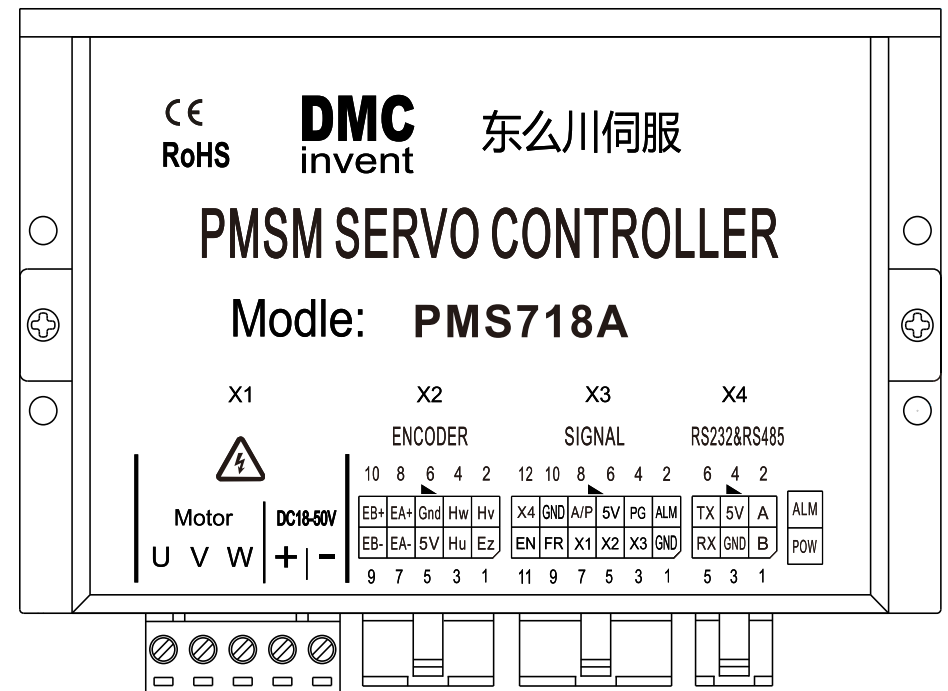 CE
RoHS
DMC
invent
东么川伺服
PMSM SERVO CONTROLLER
Modle: PMS718A
X1 X2 X3 X4
ENCODER SIGNAL RS232&RS485
10 8 6 4 2 12 10 8 6 4 2 6 4 2
EB+ EA+ Gnd Hw Hv X4 GND A/P 5V PG ALM TX 5V A ALM
Motor DC18-50V
EB- EA- 5V Hu Ez EN FR X1 X2 X3 GND RX GND B POW
U V W + | -
9 7 5 3 1 11 9 7 5 3 1 5 3 1